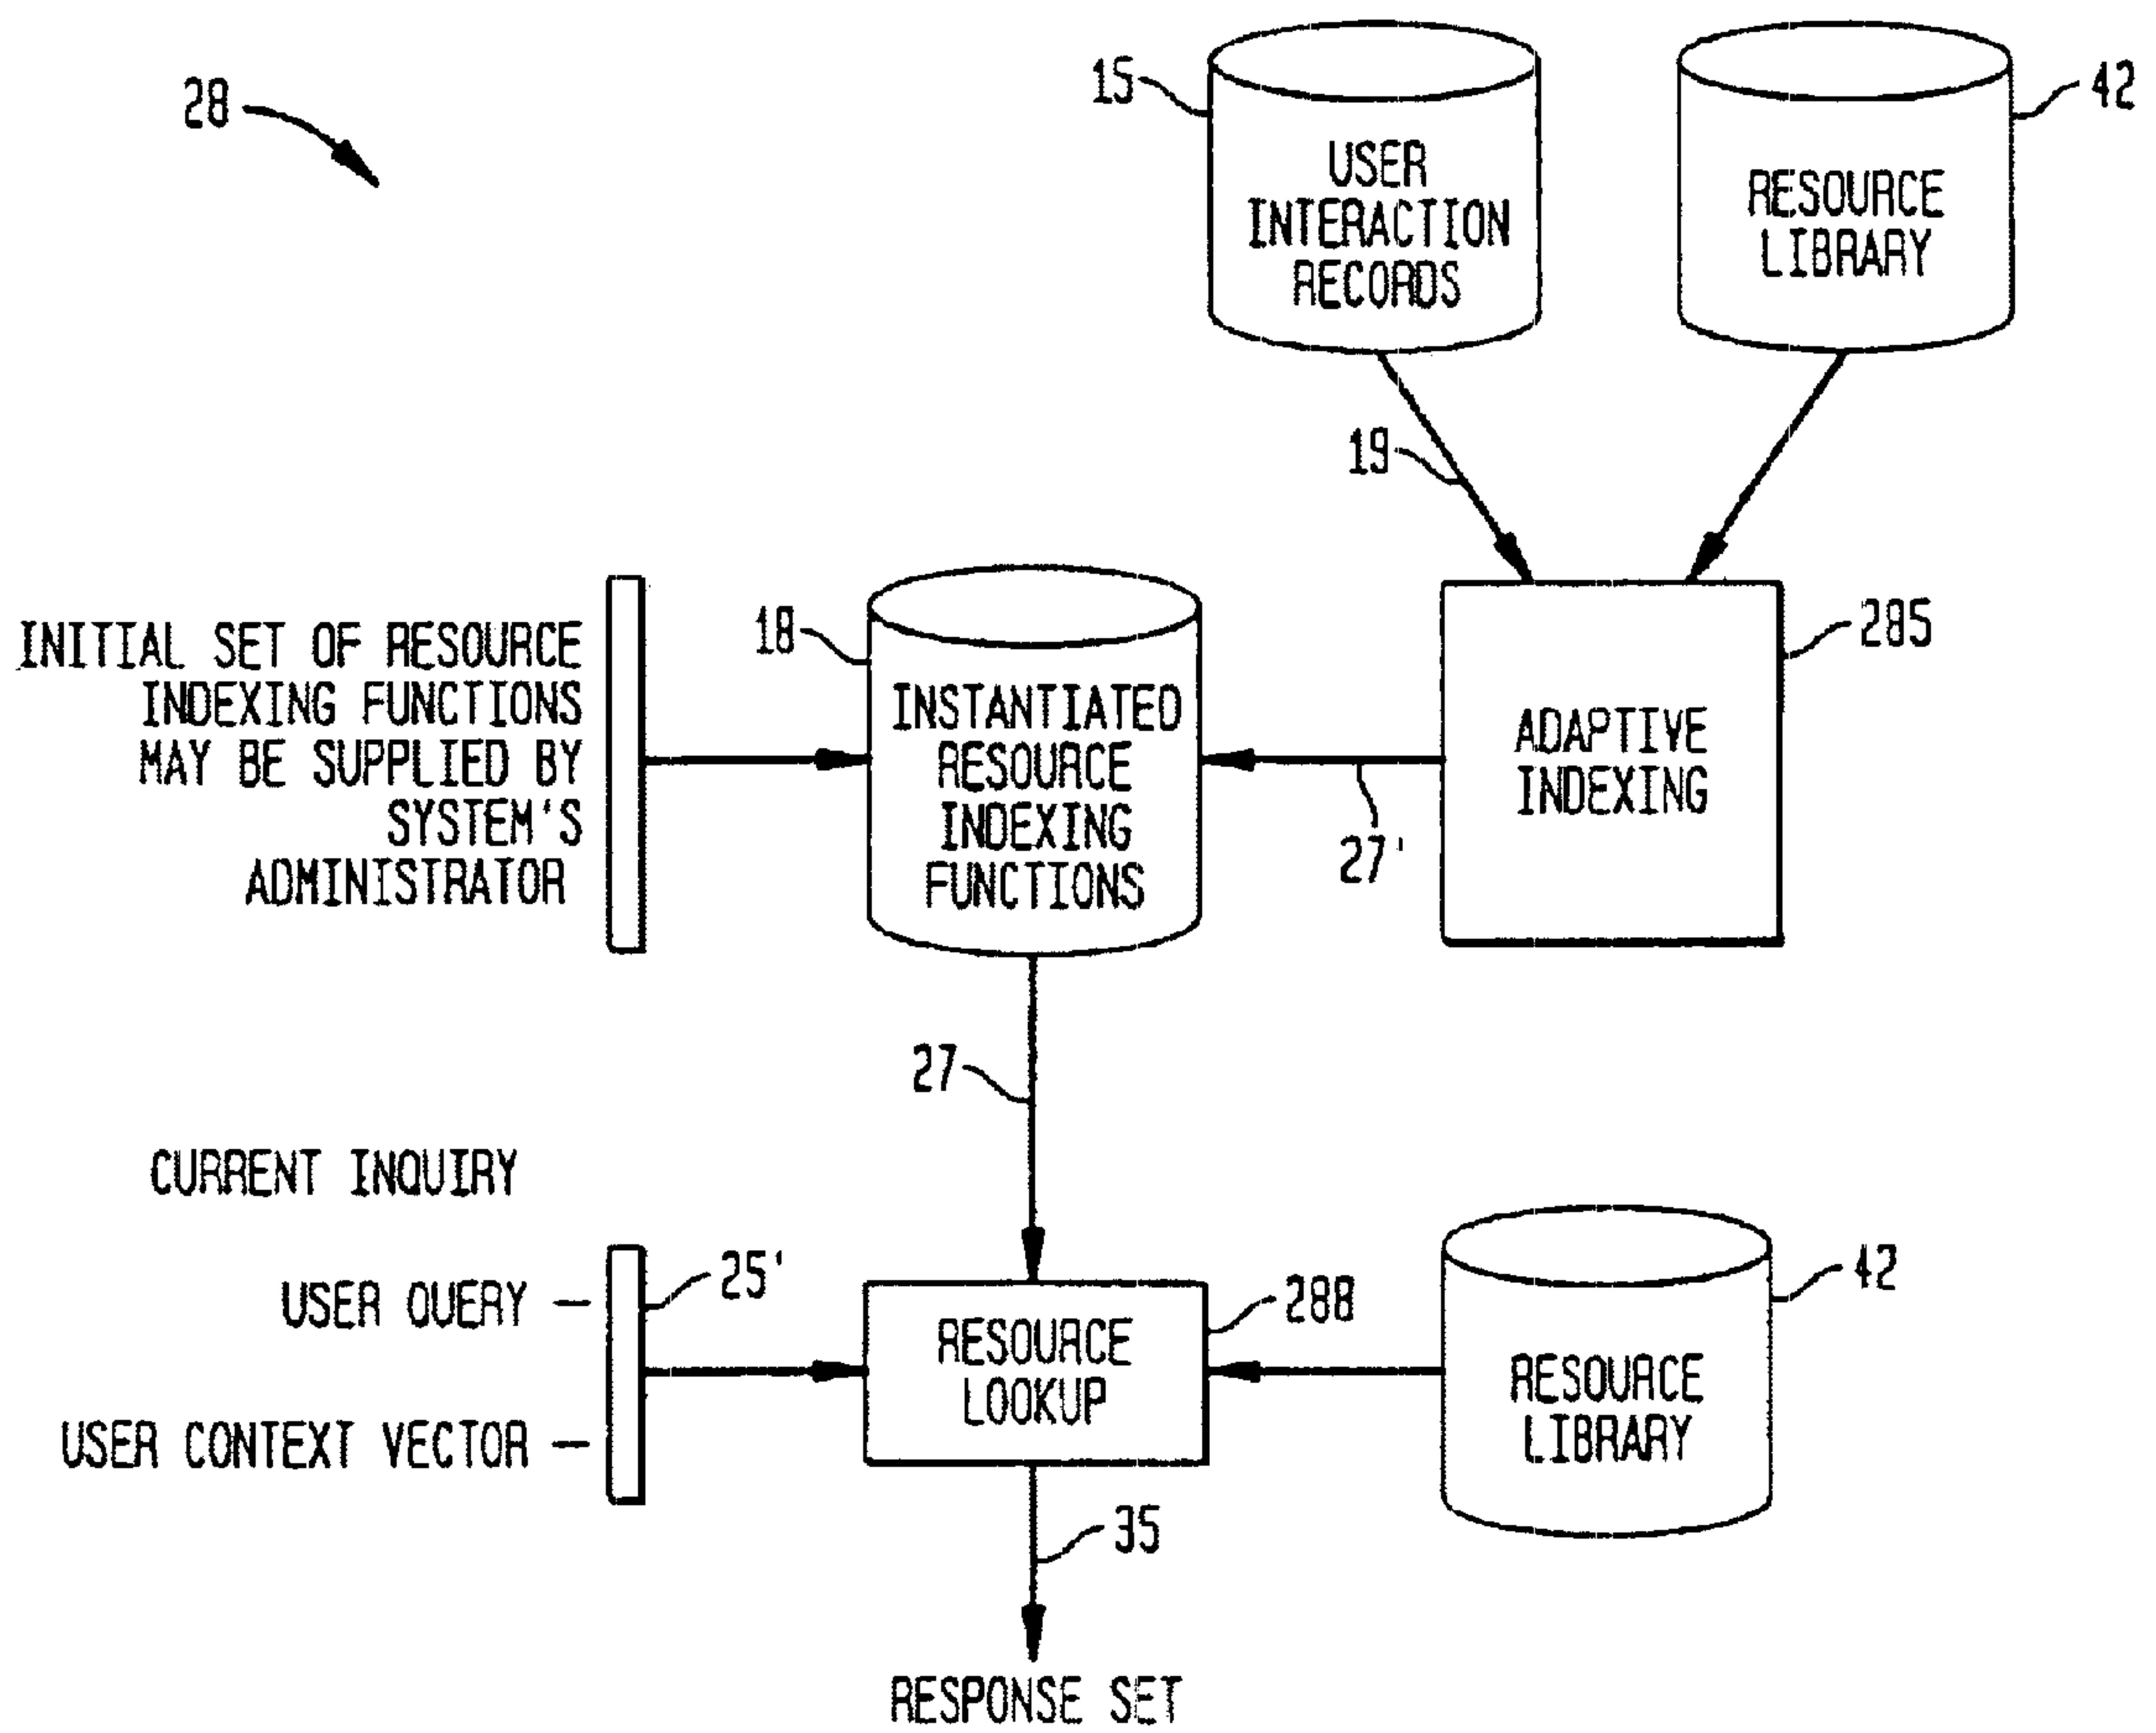 28
15
42
USER
INTERACTION
RECORDS
RESOURCE
LIBRARY
19
INITIAL SET OF RESOURCE
INDEXING FUNCTIONS
MAY BE SUPPLIED BY
SYSTEM'S
ADMINISTRATOR
18
INSTANTIATED
RESOURCE
INDEXING
FUNCTIONS
27'
285
ADAPTIVE
INDEXING
27
CURRENT INQUIRY
USER QUERY –
USER CONTEXT VECTOR –
25'
288
RESOURCE
LOOKUP
42
RESOURCE
LIBRARY
35
RESPONSE SET